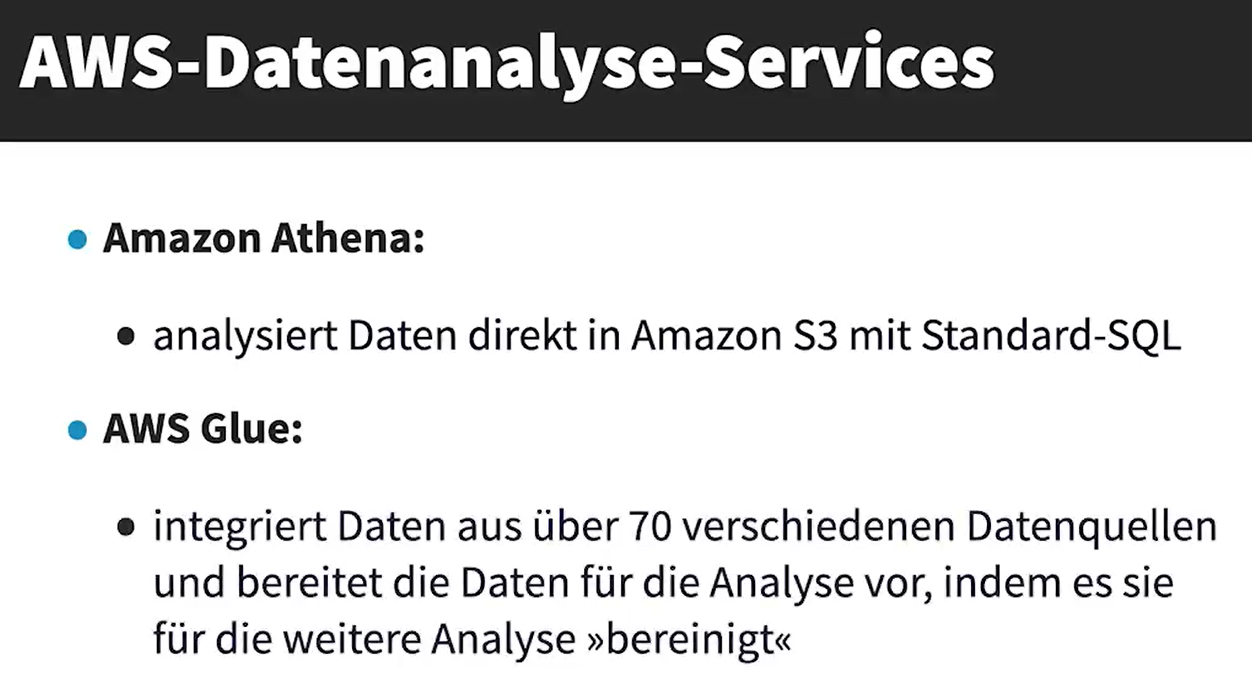 AWS-Datenanalyse-Services
• Amazon Athena:
• analysiert Daten direkt in Amazon S3 mit Standard-SQL
• AWS Glue:
• integriert Daten aus über 70 verschiedenen Datenquellen
und bereitet die Daten für die Analyse vor, indem es sie
für die weitere Analyse »bereinigt«